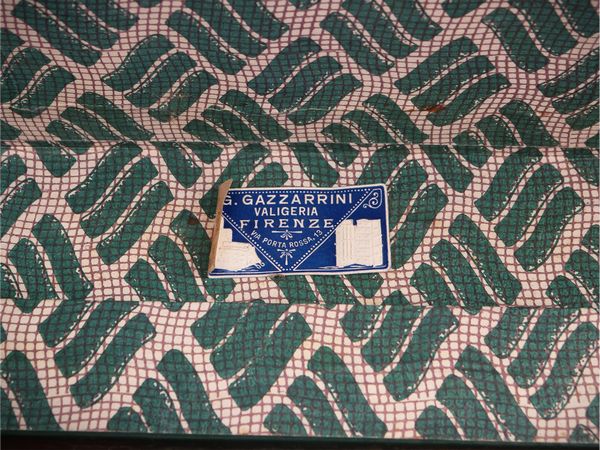 G. GAZZARRINI
VALIGERIA
FIRENZE
VIA PORTA ROSSA, 13